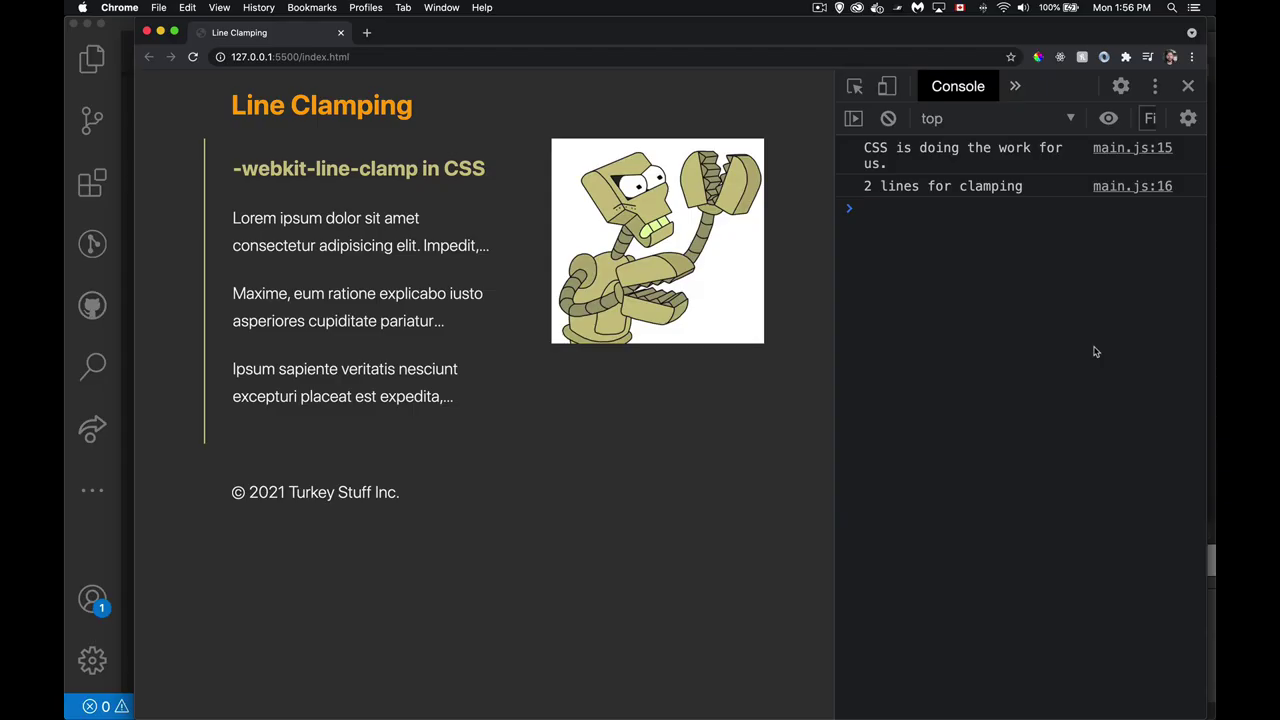 Chrome File Edit View History Bookmarks Profiles Tab Window Help 100% Mon 1:56 PM
Line Clamping
127.0.0.1:5500/index.html
Line Clamping
-webkit-line-clamp in CSS
Lorem ipsum dolor sit amet
consectetur adipisicing elit. Impedit,...
Maxime, eum ratione explicabo iusto
asperiores cupiditate pariatur...
Ipsum sapiente veritatis nesciunt
excepturi placeat est expedita,...
© 2021 Turkey Stuff Inc.
Console
top Fi
CSS is doing the work for main.js:15
us.
2 lines for clamping main.js:16
1
0